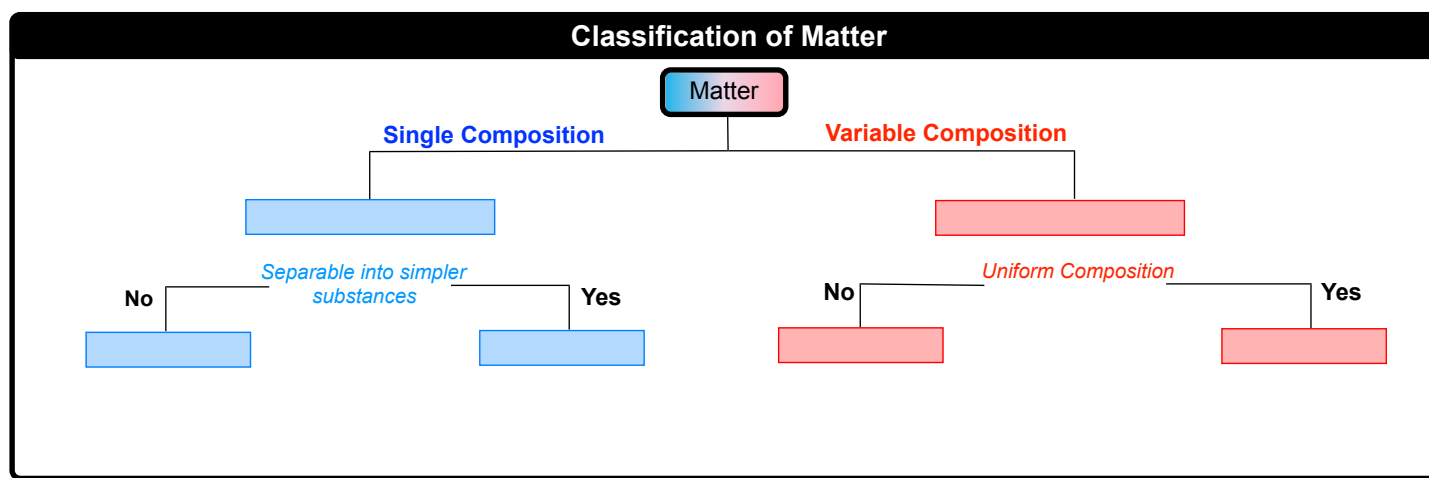 Classification of Matter
Matter
Single Composition
Variable Composition
Separable into simpler
substances
No
Yes
Uniform Composition
No
Yes